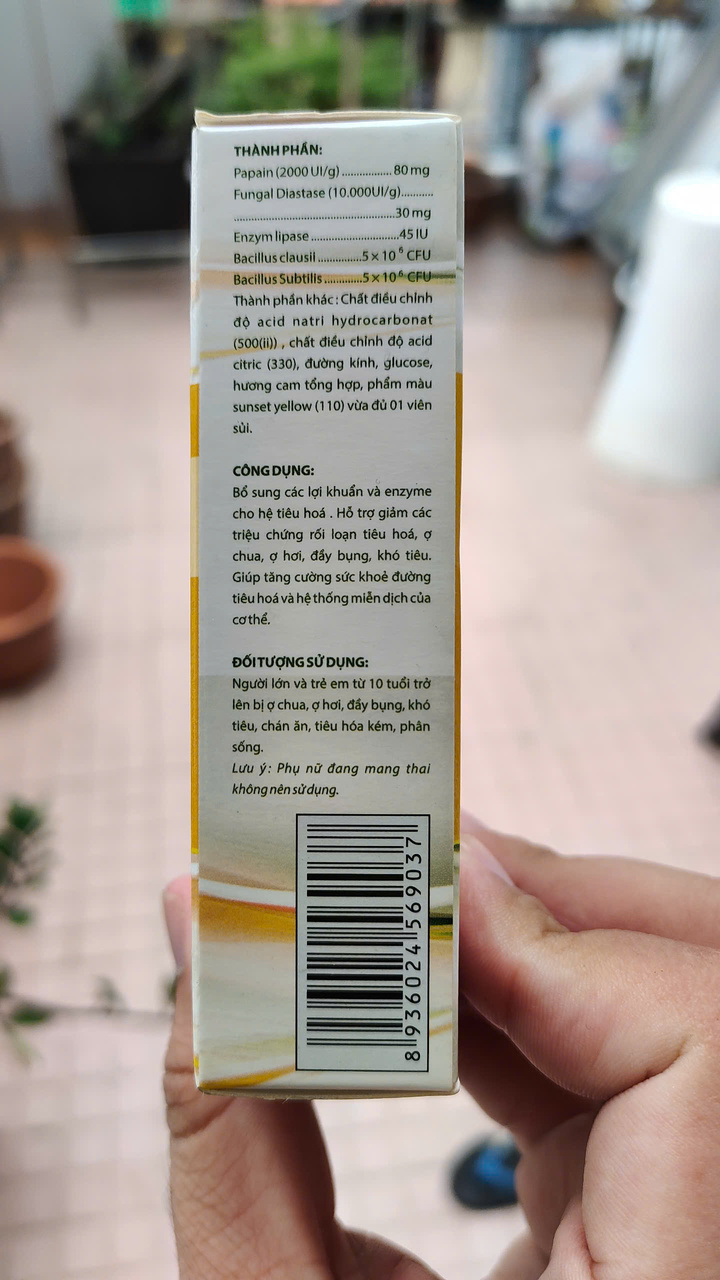 THÀNH PHẦN:
Papain (2000 UI/g)................. 80 mg
Fungal Diastase (10.000UI/g)...........
.......................................................30 mg
Enzym lipase ..............................45 IU
Bacillus clausii...............5 × 10 ⁶ CFU
Bacillus Subtilis.............5 × 10 ⁶ CFU
Thành phần khác : Chất điều chỉnh
độ acid natri hydrocarbonat
(500(ii)) , chất điều chỉnh độ acid
citric (330), đường kính, glucose,
hương cam tổng hợp, phẩm màu
sunset yellow (110) vừa đủ 01 viên
sủi.
CÔNG DỤNG:
Bổ sung các lợi khuẩn và enzyme
cho hệ tiêu hoá . Hỗ trợ giảm các
triệu chứng rối loạn tiêu hoá, ợ
chua, ợ hơi, đầy bụng, khó tiêu.
Giúp tăng cường sức khoẻ đường
tiêu hoá và hệ thống miễn dịch của
cơ thể.
ĐỐI TƯỢNG SỬ DỤNG:
Người lớn và trẻ em từ 10 tuổi trở
lên bị ợ chua, ợ hơi, đầy bụng, khó
tiêu, chán ăn, tiêu hóa kém, phân
sống.
Lưu ý: Phụ nữ đang mang thai
không nên sử dụng.
8 936024 569037